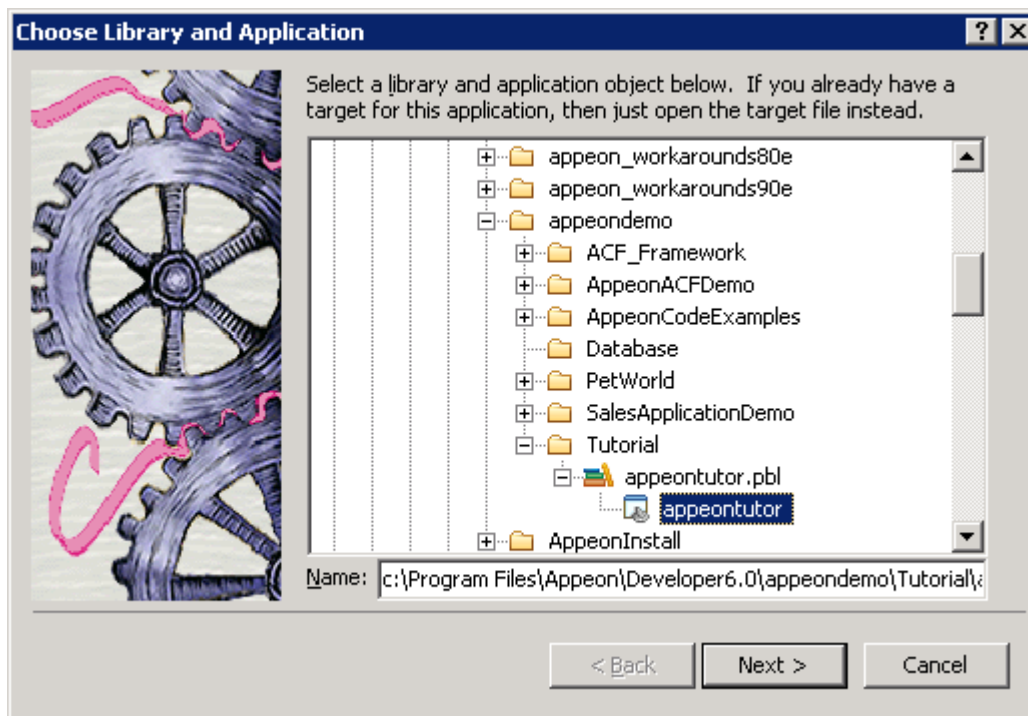 Choose Library and Application
Select a library and application object below. If you already have a
target for this application, then just open the target file instead.
appeon_workarounds80e
appeon_workarounds90e
appeondemo
ACF_Framework
AppeonACFDemo
AppeonCodeExamples
Database
PetWorld
SalesApplicationDemo
Tutorial
appeontutor.pbl
appeontutor
AppeonInstall
Name: c:\Program Files\Appeon\Developer6.0\appeondemo\Tutorial\a
< Back Next > Cancel